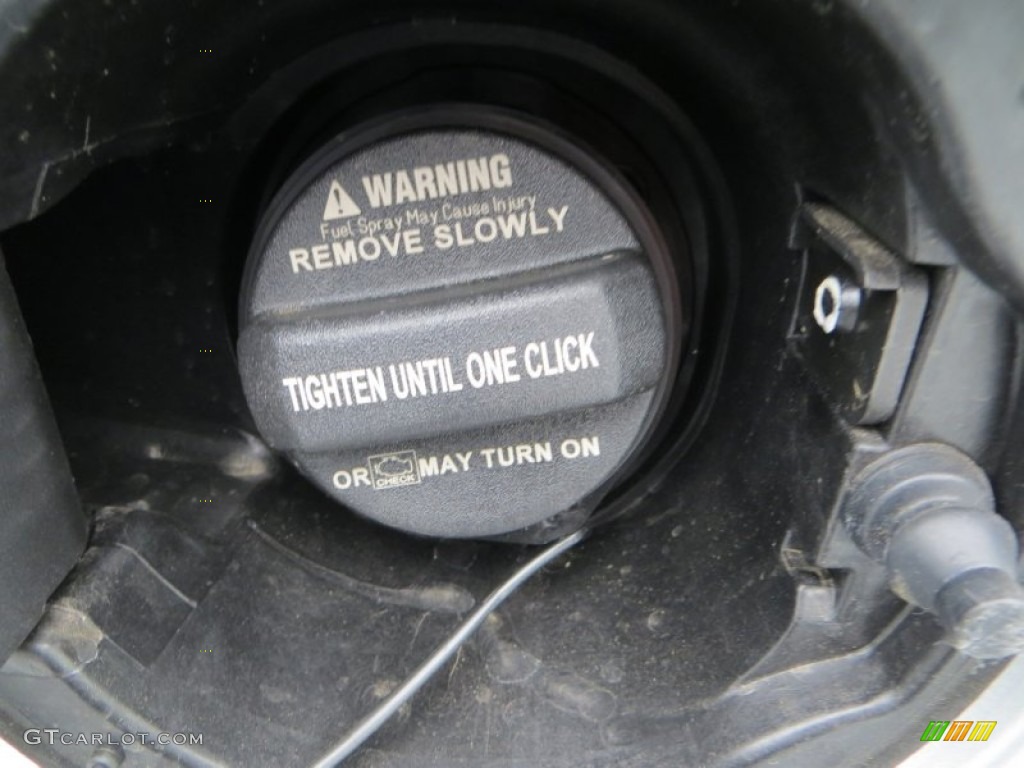 WARNING
Fuel Spray May Cause Injury
REMOVE SLOWLY
TIGHTEN UNTIL ONE CLICK
OR CHECK MAY TURN ON
GTCARLOT.COM